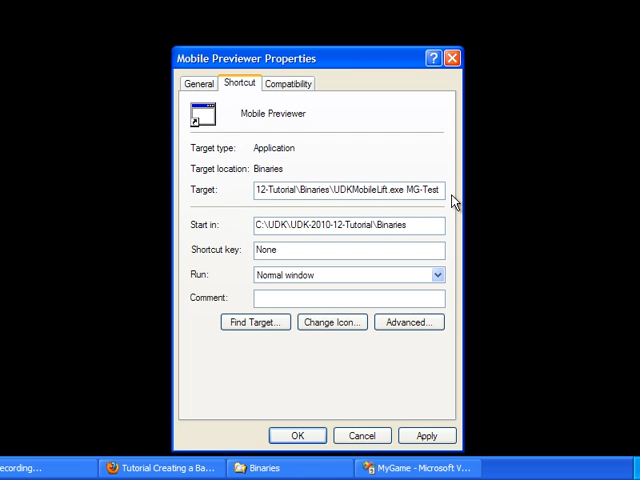 Mobile Previewer Properties
General Shortcut Compatibility
Mobile Previewer
Target type: Application
Target location: Binaries
Target: 12-Tutorial\Binaries\UDKMobileLift.exe MG-Test
Start in: C:\UDK\UDK-2010-12-Tutorial\Binaries
Shortcut key: None
Run: Normal window
Comment:
Find Target... Change Icon... Advanced...
OK Cancel Apply
ecording... Tutorial Creating a Ba... Binaries MyGame - Microsoft V...